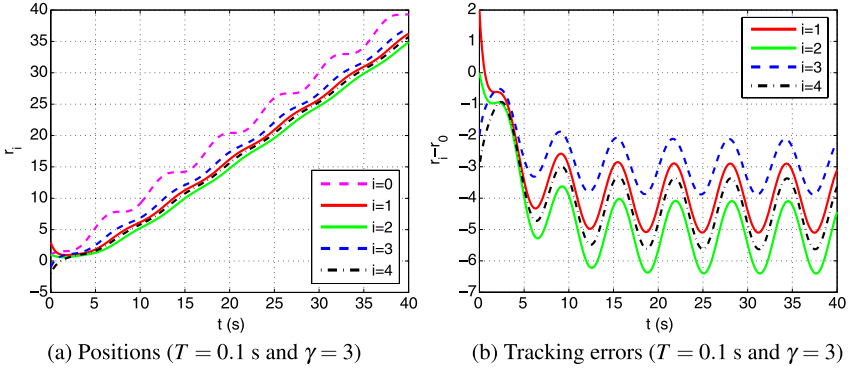 40
35
30
25
20
15
10
5
0
−5
r_i
0 5 10 15 20 25 30 35 40
t (s)
i=0
i=1
i=2
i=3
i=4
(a) Positions (T = 0.1 s and γ = 3)
2
1
0
−1
−2
−3
−4
−5
−6
−7
r_i−r_0
0 5 10 15 20 25 30 35 40
t (s)
i=1
i=2
i=3
i=4
(b) Tracking errors (T = 0.1 s and γ = 3)